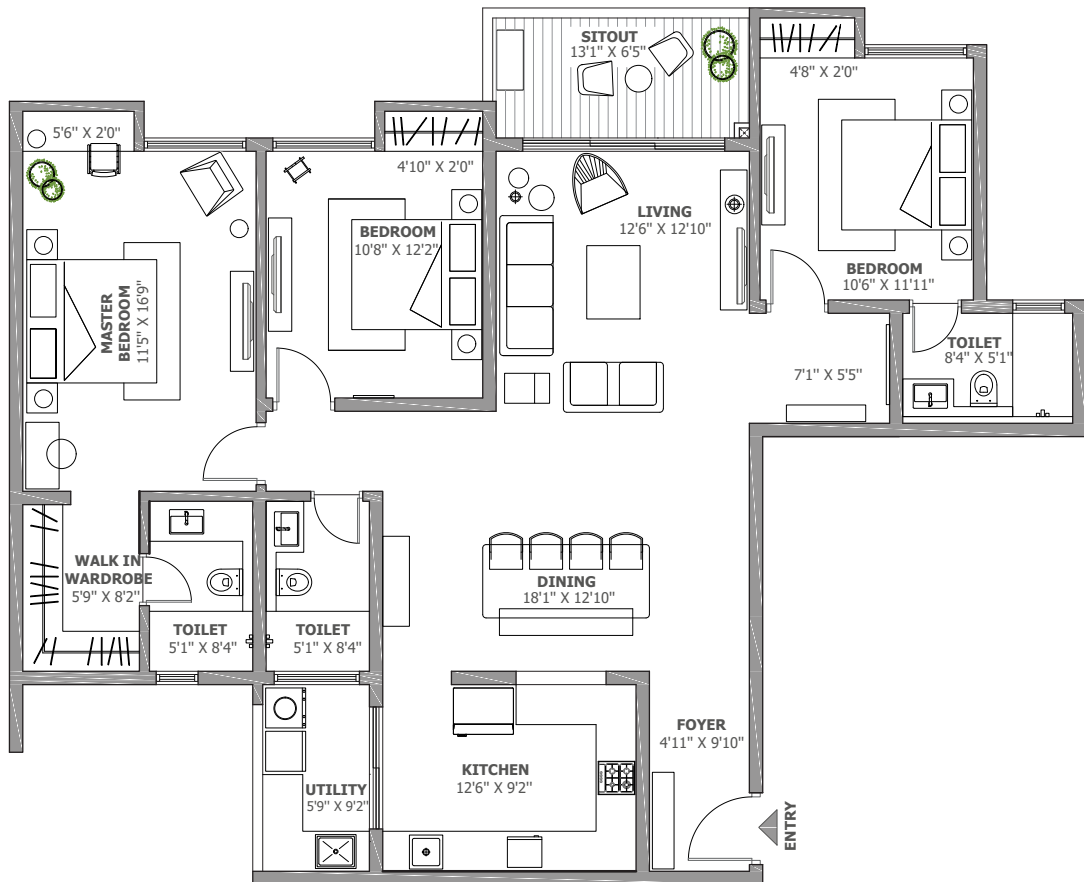 SITOUT
13'1" X 6'5"
4'8" X 2'0"
5'6" X 2'0"
4'10" X 2'0"
LIVING
12'6" X 12'10"
BEDROOM
10'8" X 12'2"
BEDROOM
10'6" X 11'11"
MASTER
BEDROOM
11'5" X 16'9"
TOILET
8'4" X 5'1"
7'1" X 5'5"
WALK IN
WARDROBE
5'9" X 8'2"
DINING
18'1" X 12'10"
TOILET
5'1" X 8'4"
TOILET
5'1" X 8'4"
FOYER
4'11" X 9'10"
KITCHEN
12'6" X 9'2"
UTILITY
5'9" X 9'2"
ENTRY